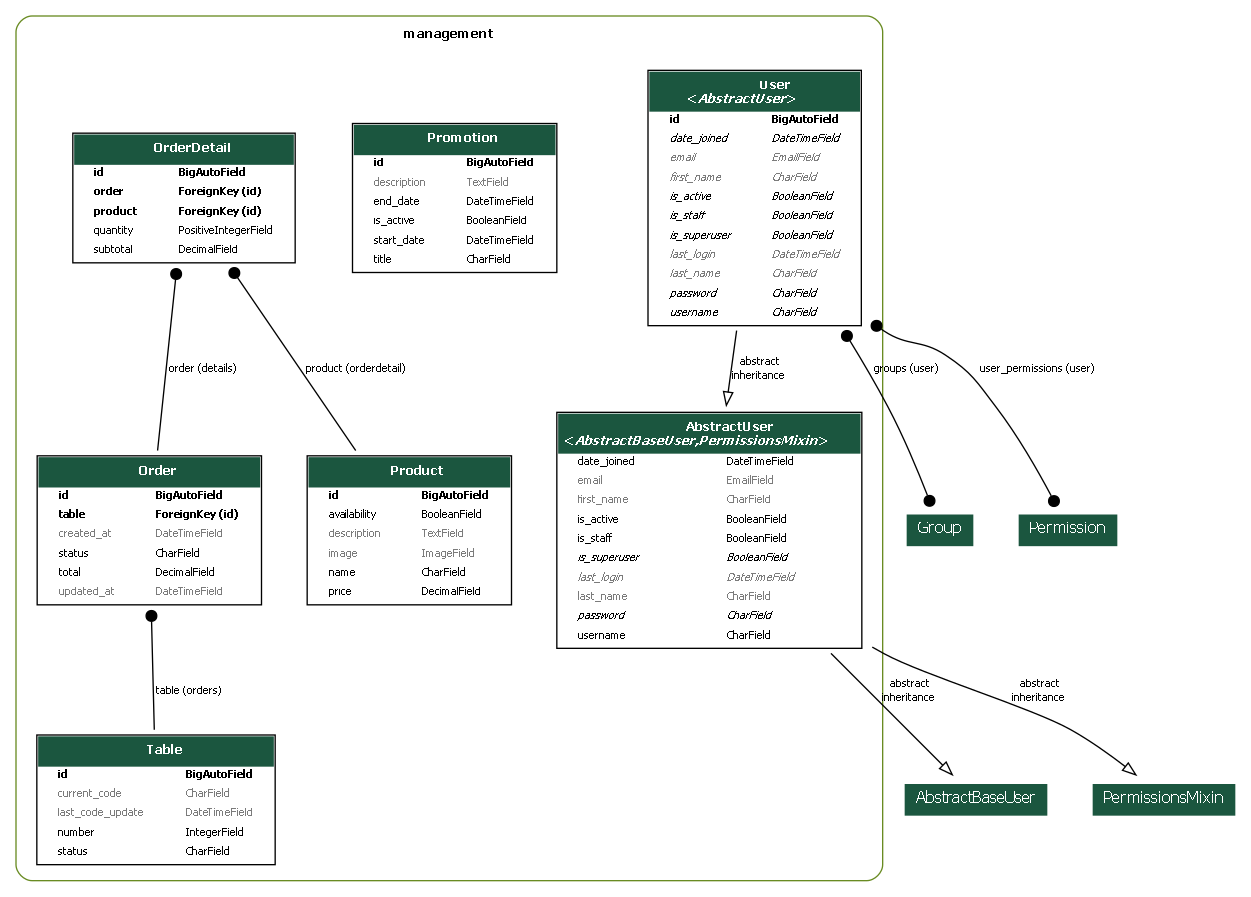 management
OrderDetail
id BigAutoField
order ForeignKey (id)
product ForeignKey (id)
quantity PositiveIntegerField
subtotal DecimalField
Promotion
id BigAutoField
description TextField
end_date DateTimeField
is_active BooleanField
start_date DateTimeField
title CharField
User
<AbstractUser>
id BigAutoField
date_joined DateTimeField
email EmailField
first_name CharField
is_active BooleanField
is_staff BooleanField
is_superuser BooleanField
last_login DateTimeField
last_name CharField
password CharField
username CharField
order (details)
product (orderdetail)
abstract
inheritance
groups (user)
user_permissions (user)
Order
id BigAutoField
table ForeignKey (id)
created_at DateTimeField
status CharField
total DecimalField
updated_at DateTimeField
Product
id BigAutoField
availability BooleanField
description TextField
image ImageField
name CharField
price DecimalField
AbstractUser
<AbstractBaseUser,PermissionsMixin>
date_joined DateTimeField
email EmailField
first_name CharField
is_active BooleanField
is_staff BooleanField
is_superuser BooleanField
last_login DateTimeField
last_name CharField
password CharField
username CharField
Group
Permission
table (orders)
abstract
inheritance
abstract
inheritance
Table
id BigAutoField
current_code CharField
last_code_update DateTimeField
number IntegerField
status CharField
AbstractBaseUser
PermissionsMixin